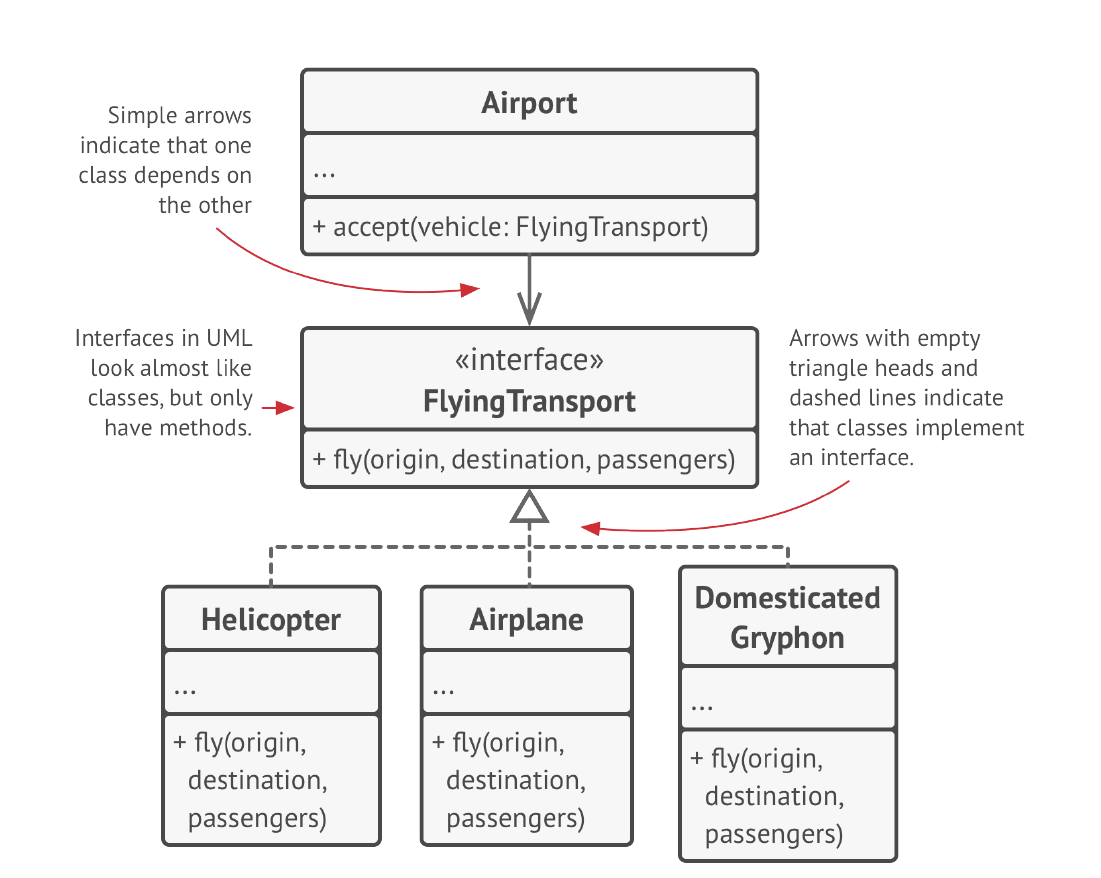 Airport
...
+ accept(vehicle: FlyingTransport)
Simple arrows
indicate that one
class depends on
the other
Interfaces in UML
look almost like
classes, but only
have methods.
«interface»
FlyingTransport
+ fly(origin, destination, passengers)
Arrows with empty
triangle heads and
dashed lines indicate
that classes implement
an interface.
Helicopter
...
+ fly(origin,
destination,
passengers)
Airplane
...
+ fly(origin,
destination,
passengers)
Domesticated
Gryphon
...
+ fly(origin,
destination,
passengers)